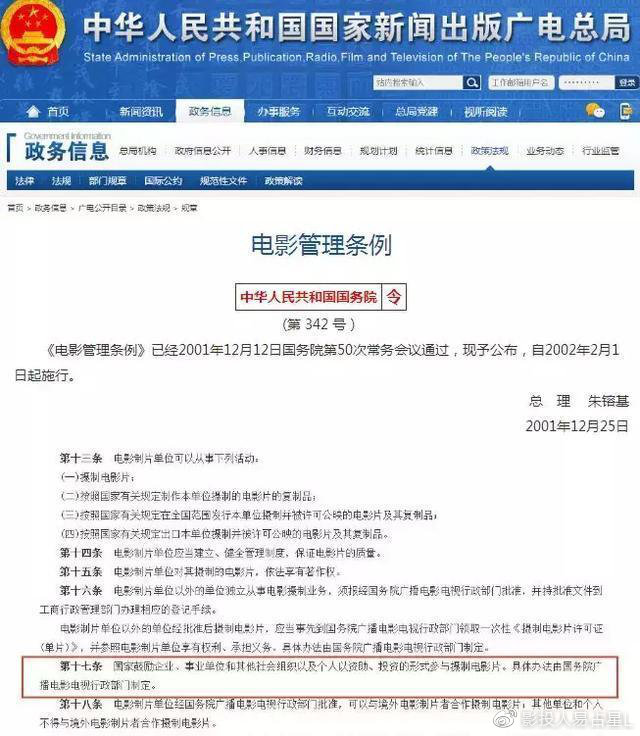 中华人民共和国国家新闻出版广电总局
State Administration of Press,Publication,Radio,Film and Television of The People's Republic of China
站内搜索输入 工作邮箱用户名 ········ 登录
首页 新闻资讯 政务信息 办事服务 互动交流 总局党建 视听阅读
Government Information
政务信息 总局机构 政府信息公开 人事信息 财务信息 规划计划 统计信息 政策法规 业务动态 行业监管
法律 法规 部门规章 国际公约 规范性文件 政策解读
首页 > 政务信息 > 广电公开目录 > 政策法规 > 规章
电影管理条例
中华人民共和国国务院 令
(第 342 号)
《电影管理条例》已经2001年12月12日国务院第50次常务会议通过，现予公布，自2002年2月1
日起施行。
总 理 朱镕基
2001年12月25日
第十三条 电影制片单位可以从事下列活动：
(一)摄制电影片；
(二)按照国家有关规定制作本单位摄制的电影片的复制品；
(三)按照国家有关规定在全国范围发行本单位摄制并被许可公映的电影片及其复制品；
(四)按照国家有关规定出口本单位摄制并被许可公映的电影片及其复制品。
第十四条 电影制片单位应当建立、健全管理制度，保证电影片的质量。
第十五条 电影制片单位对其摄制的电影片，依法享有著作权。
第十六条 电影制片单位以外的单位独立从事电影摄制业务，须报经国务院广播电影电视行政部门批准，并持批准文件到
工商行政管理部门办理相应的登记手续。
电影制片单位以外的单位经批准后摄制电影片，应当事先到国务院广播电影电视行政部门领取一次性《摄制电影片许可证
(单片)》，并参照电影制片单位享有权利、承担义务。具体办法由国务院广播电影电视行政部门制定。
第十七条 国家鼓励企业、事业单位和其他社会组织以及个人以资助、投资的形式参与摄制电影片。具体办法由国务院广
播电影电视行政部门制定。
第十八条 电影制片单位经国务院广播电影电视行政部门批准，可以与境外电影制片者合作摄制电影片；其他单位和个人
不得与境外电影制片者合作摄制电影片。
影投人易占星L